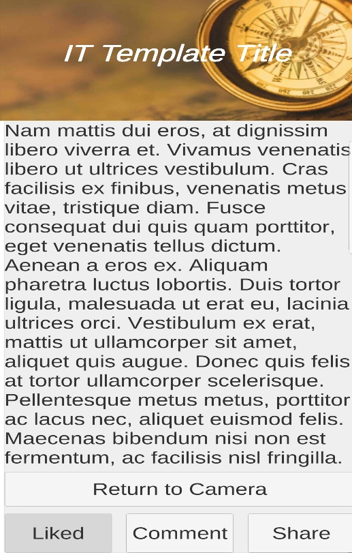 IT Template Title
Nam mattis dui eros, at dignissim
libero viverra et. Vivamus venenatis
libero ut ultrices vestibulum. Cras
facilisis ex finibus, venenatis metus
vitae, tristique diam. Fusce
consequat dui quis quam porttitor,
eget venenatis tellus dictum.
Aenean a eros ex. Aliquam
pharetra luctus lobortis. Duis tortor
ligula, malesuada ut erat eu, lacinia
ultrices orci. Vestibulum ex erat,
mattis ut ullamcorper sit amet,
aliquet quis augue. Donec quis felis
at tortor ullamcorper scelerisque.
Pellentesque metus metus, porttitor
ac lacus nec, aliquet euismod felis.
Maecenas bibendum nisi non est
fermentum, ac facilisis nisl fringilla.
Return to Camera
Liked Comment Share